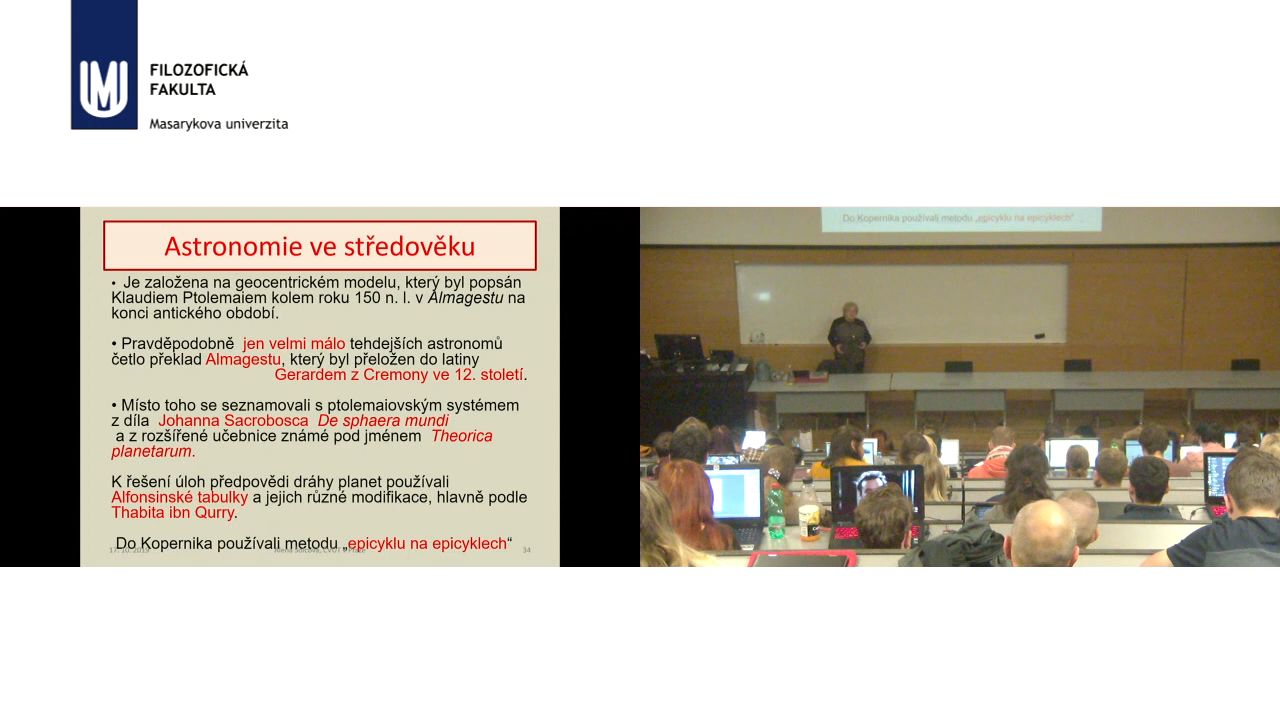 FILOZOFICKÁ
FAKULTA
Masarykova univerzita
Astronomie ve středověku
• Je založena na geocentrickém modelu, který byl popsán
Klaudiem Ptolemaiem kolem roku 150 n. l. v Almagestu na
konci antického období.
• Pravděpodobně jen velmi málo tehdejších astronomů
četlo překlad Almagestu, který byl přeložen do latiny
Gerardem z Cremony ve 12. století.
• Místo toho se seznamovali s ptolemaiovským systémem
z díla Johanna Sacrobosca De sphaera mundi
a z rozšířené učebnice známé pod jménem Theorica
planetarum.
K řešení úloh předpovědi dráhy planet používali
Alfonsinské tabulky a jejich různé modifikace, hlavně podle
Thabita ibn Qurry.
Do Kopernika používali metodu „epicyklu na epicyklech“
17. 10. 2019
34
Do Kopernika používali metodu „epicyklu na epicyklech“